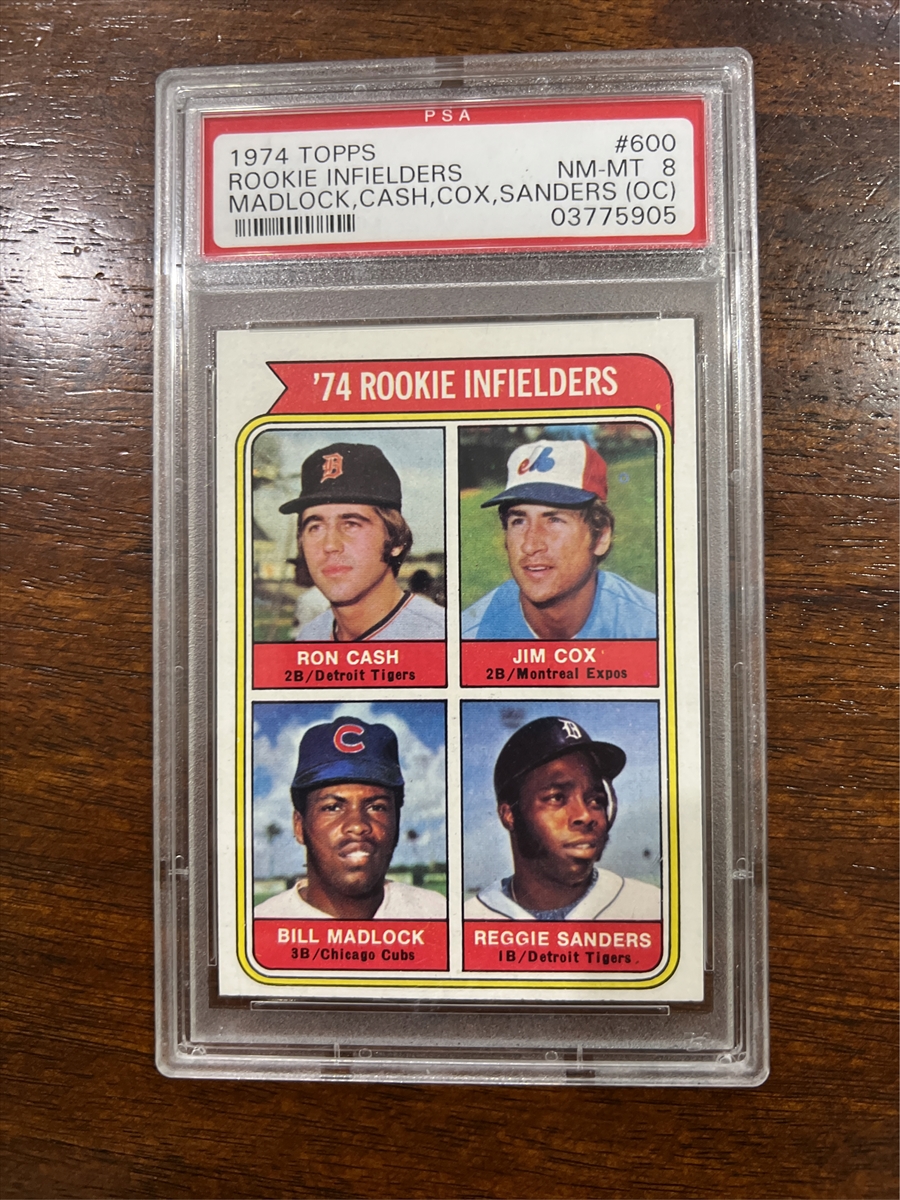 PSA
1974 TOPPS #600
ROOKIE INFIELDERS NM-MT 8
MADLOCK,CASH,COX,SANDERS (OC)
03775905
'74 ROOKIE INFIELDERS
D
eb
RON CASH
2B/Detroit Tigers
JIM COX
2B/Montreal Expos
C
D
BILL MADLOCK
3B/Chicago Cubs
REGGIE SANDERS
1B/Detroit Tigers